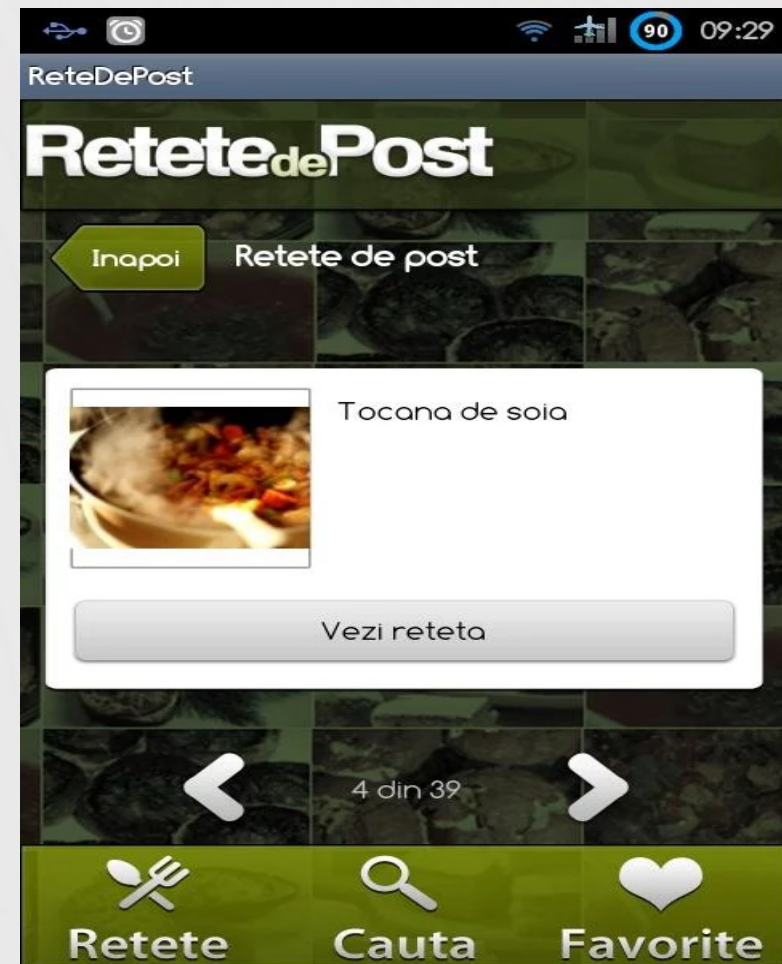 90 09:29
ReteDePost
RetetedePost
Inapoi Retete de post
Tocana de soia
Vezi reteta
4 din 39
Retete Cauta Favorite